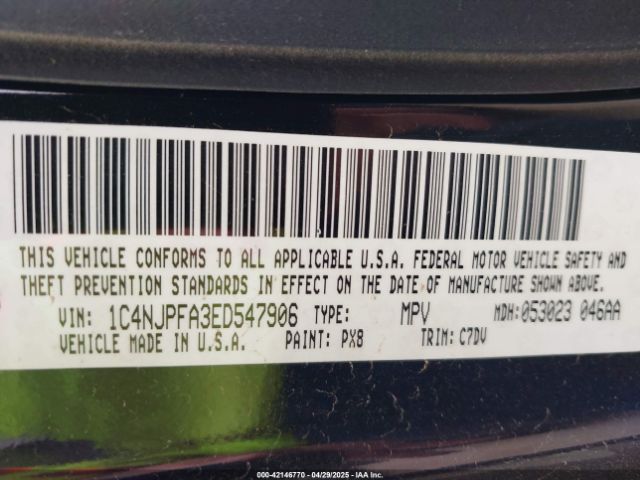 THIS VEHICLE CONFORMS TO ALL APPLICABLE U.S.A. FEDERAL MOTOR VEHICLE SAFETY AND
THEFT PREVENTION STANDARDS IN EFFECT ON THE DATE OF MANUFACTURE SHOWN ABOVE.
VIN: 1C4NJPFA3ED547906 TYPE: MPV MDH:053023 046AA
VEHICLE MADE IN U.S.A. PAINT: PX8 TRIM: C7DV
000-42146770 - 04/29/2025 - IAA Inc.